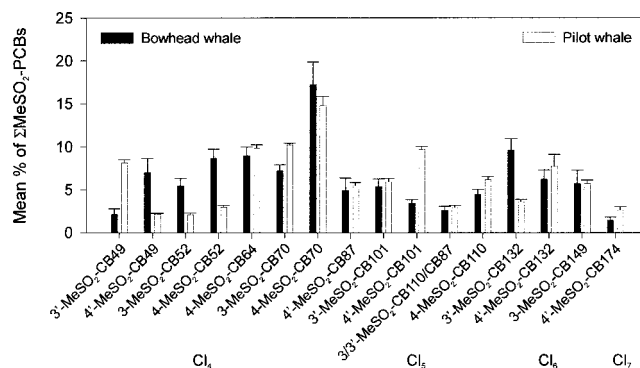 25
20
15
10
5
0
Mean % of ΣMeSO₂-PCBs
Bowhead whale
Pilot whale
3'-MeSO₂-CB49
4'-MeSO₂-CB49
3-MeSO₂-CB52
4-MeSO₂-CB52
4-MeSO₂-CB64
3-MeSO₂-CB70
4-MeSO₂-CB70
4'-MeSO₂-CB87
3'-MeSO₂-CB101
4'-MeSO₂-CB101
3/3'-MeSO₂-CB110/CB87
4-MeSO₂-CB110
3'-MeSO₂-CB132
4'-MeSO₂-CB132
3-MeSO₂-CB149
4'-MeSO₂-CB174
Cl₄
Cl₅
Cl₆
Cl₇